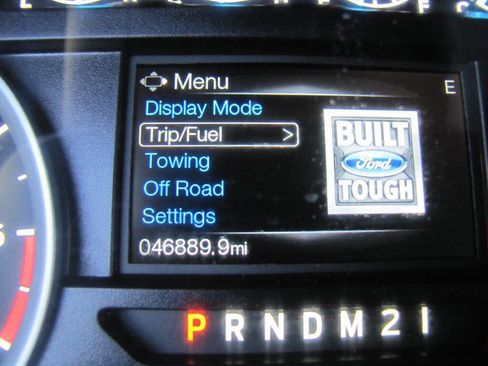 Menu
E
Display Mode
Trip/Fuel >
Towing
Off Road
Settings
046889.9mi
BUILT
Ford
TOUGH
P R N D M 2 1